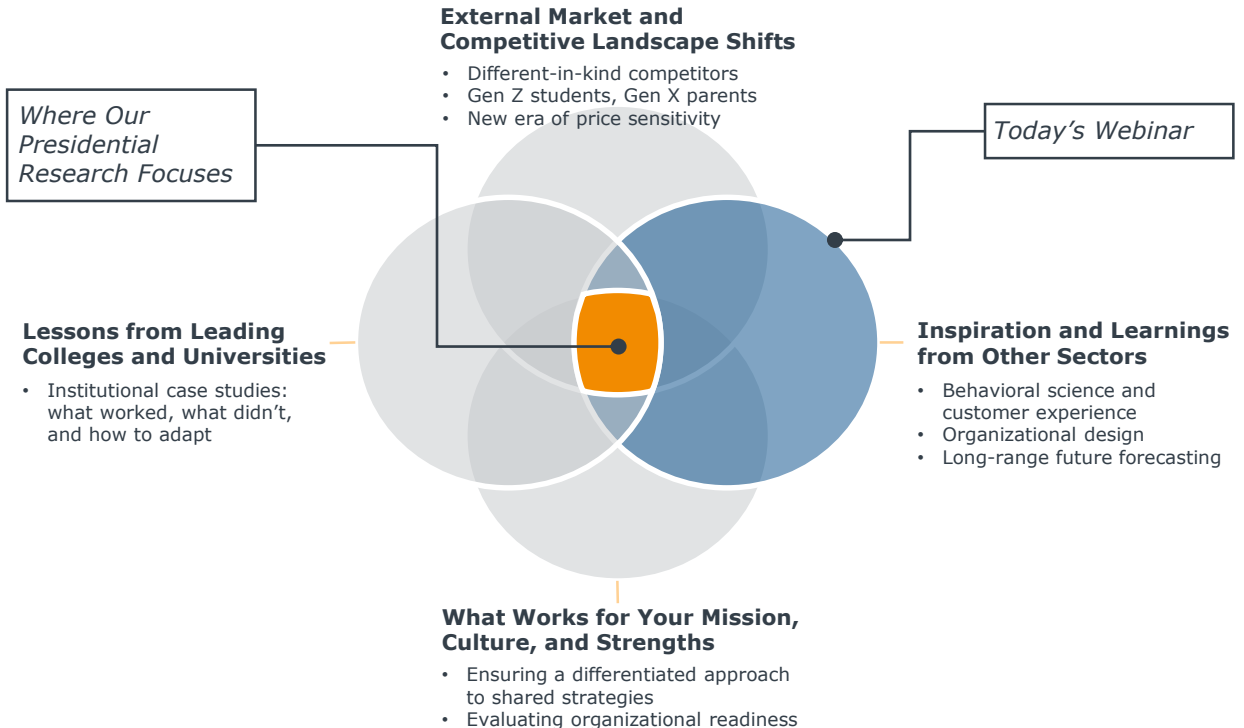 External Market and
Competitive Landscape Shifts
• Different-in-kind competitors
• Gen Z students, Gen X parents
• New era of price sensitivity
Where Our
Presidential
Research Focuses
Today’s Webinar
Lessons from Leading
Colleges and Universities
• Institutional case studies:
what worked, what didn’t,
and how to adapt
Inspiration and Learnings
from Other Sectors
• Behavioral science and
customer experience
• Organizational design
• Long-range future forecasting
What Works for Your Mission,
Culture, and Strengths
• Ensuring a differentiated approach
to shared strategies
• Evaluating organizational readiness